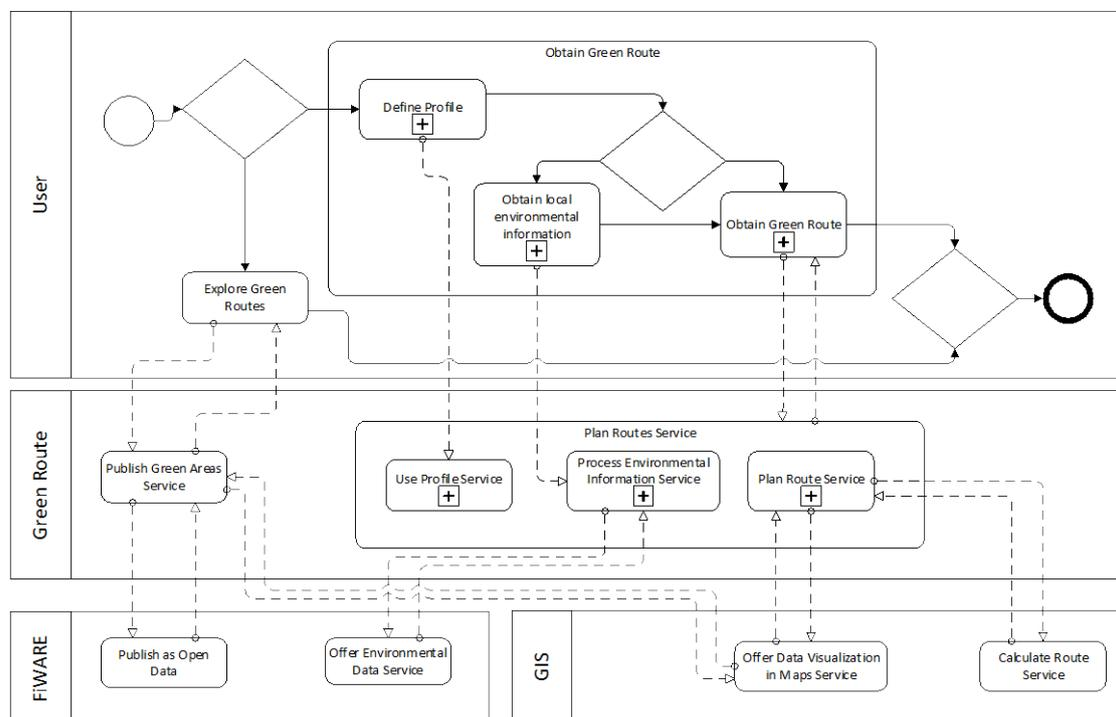 User
Obtain Green Route
Define Profile
Obtain local
environmental
information
Obtain Green Route
Explore Green
Routes
Green Route
Plan Routes Service
Publish Green Areas
Service
Use Profile Service
Process Environmental
Information Service
Plan Route Service
FiWARE
Publish as Open
Data
Offer Environmental
Data Service
GIS
Offer Data Visualization
in Maps Service
Calculate Route
Service